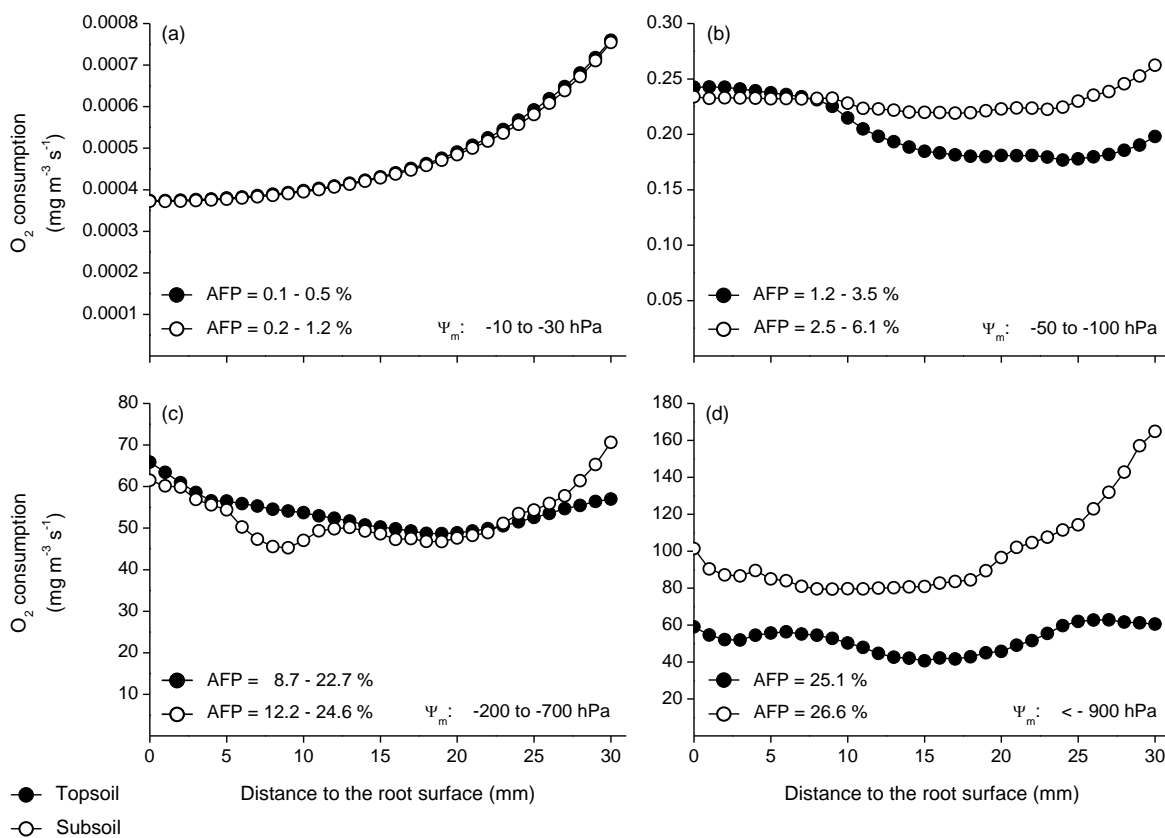 (a)
O2 consumption
(mg m-3 s-1)
0.0008
0.0007
0.0006
0.0005
0.0004
0.0003
0.0002
0.0001
AFP = 0.1 - 0.5 %
AFP = 0.2 - 1.2 %
Ψm: -10 to -30 hPa
(b)
0.30
0.25
0.20
0.15
0.10
0.05
AFP = 1.2 - 3.5 %
AFP = 2.5 - 6.1 %
Ψm: -50 to -100 hPa
(c)
O2 consumption
(mg m-3 s-1)
80
70
60
50
40
30
20
10
AFP = 8.7 - 22.7 %
AFP = 12.2 - 24.6 %
Ψm: -200 to -700 hPa
0 5 10 15 20 25 30
Distance to the root surface (mm)
(d)
180
160
140
120
100
80
60
40
20
AFP = 25.1 %
AFP = 26.6 %
Ψm: < - 900 hPa
0 5 10 15 20 25 30
Distance to the root surface (mm)
Topsoil
Subsoil